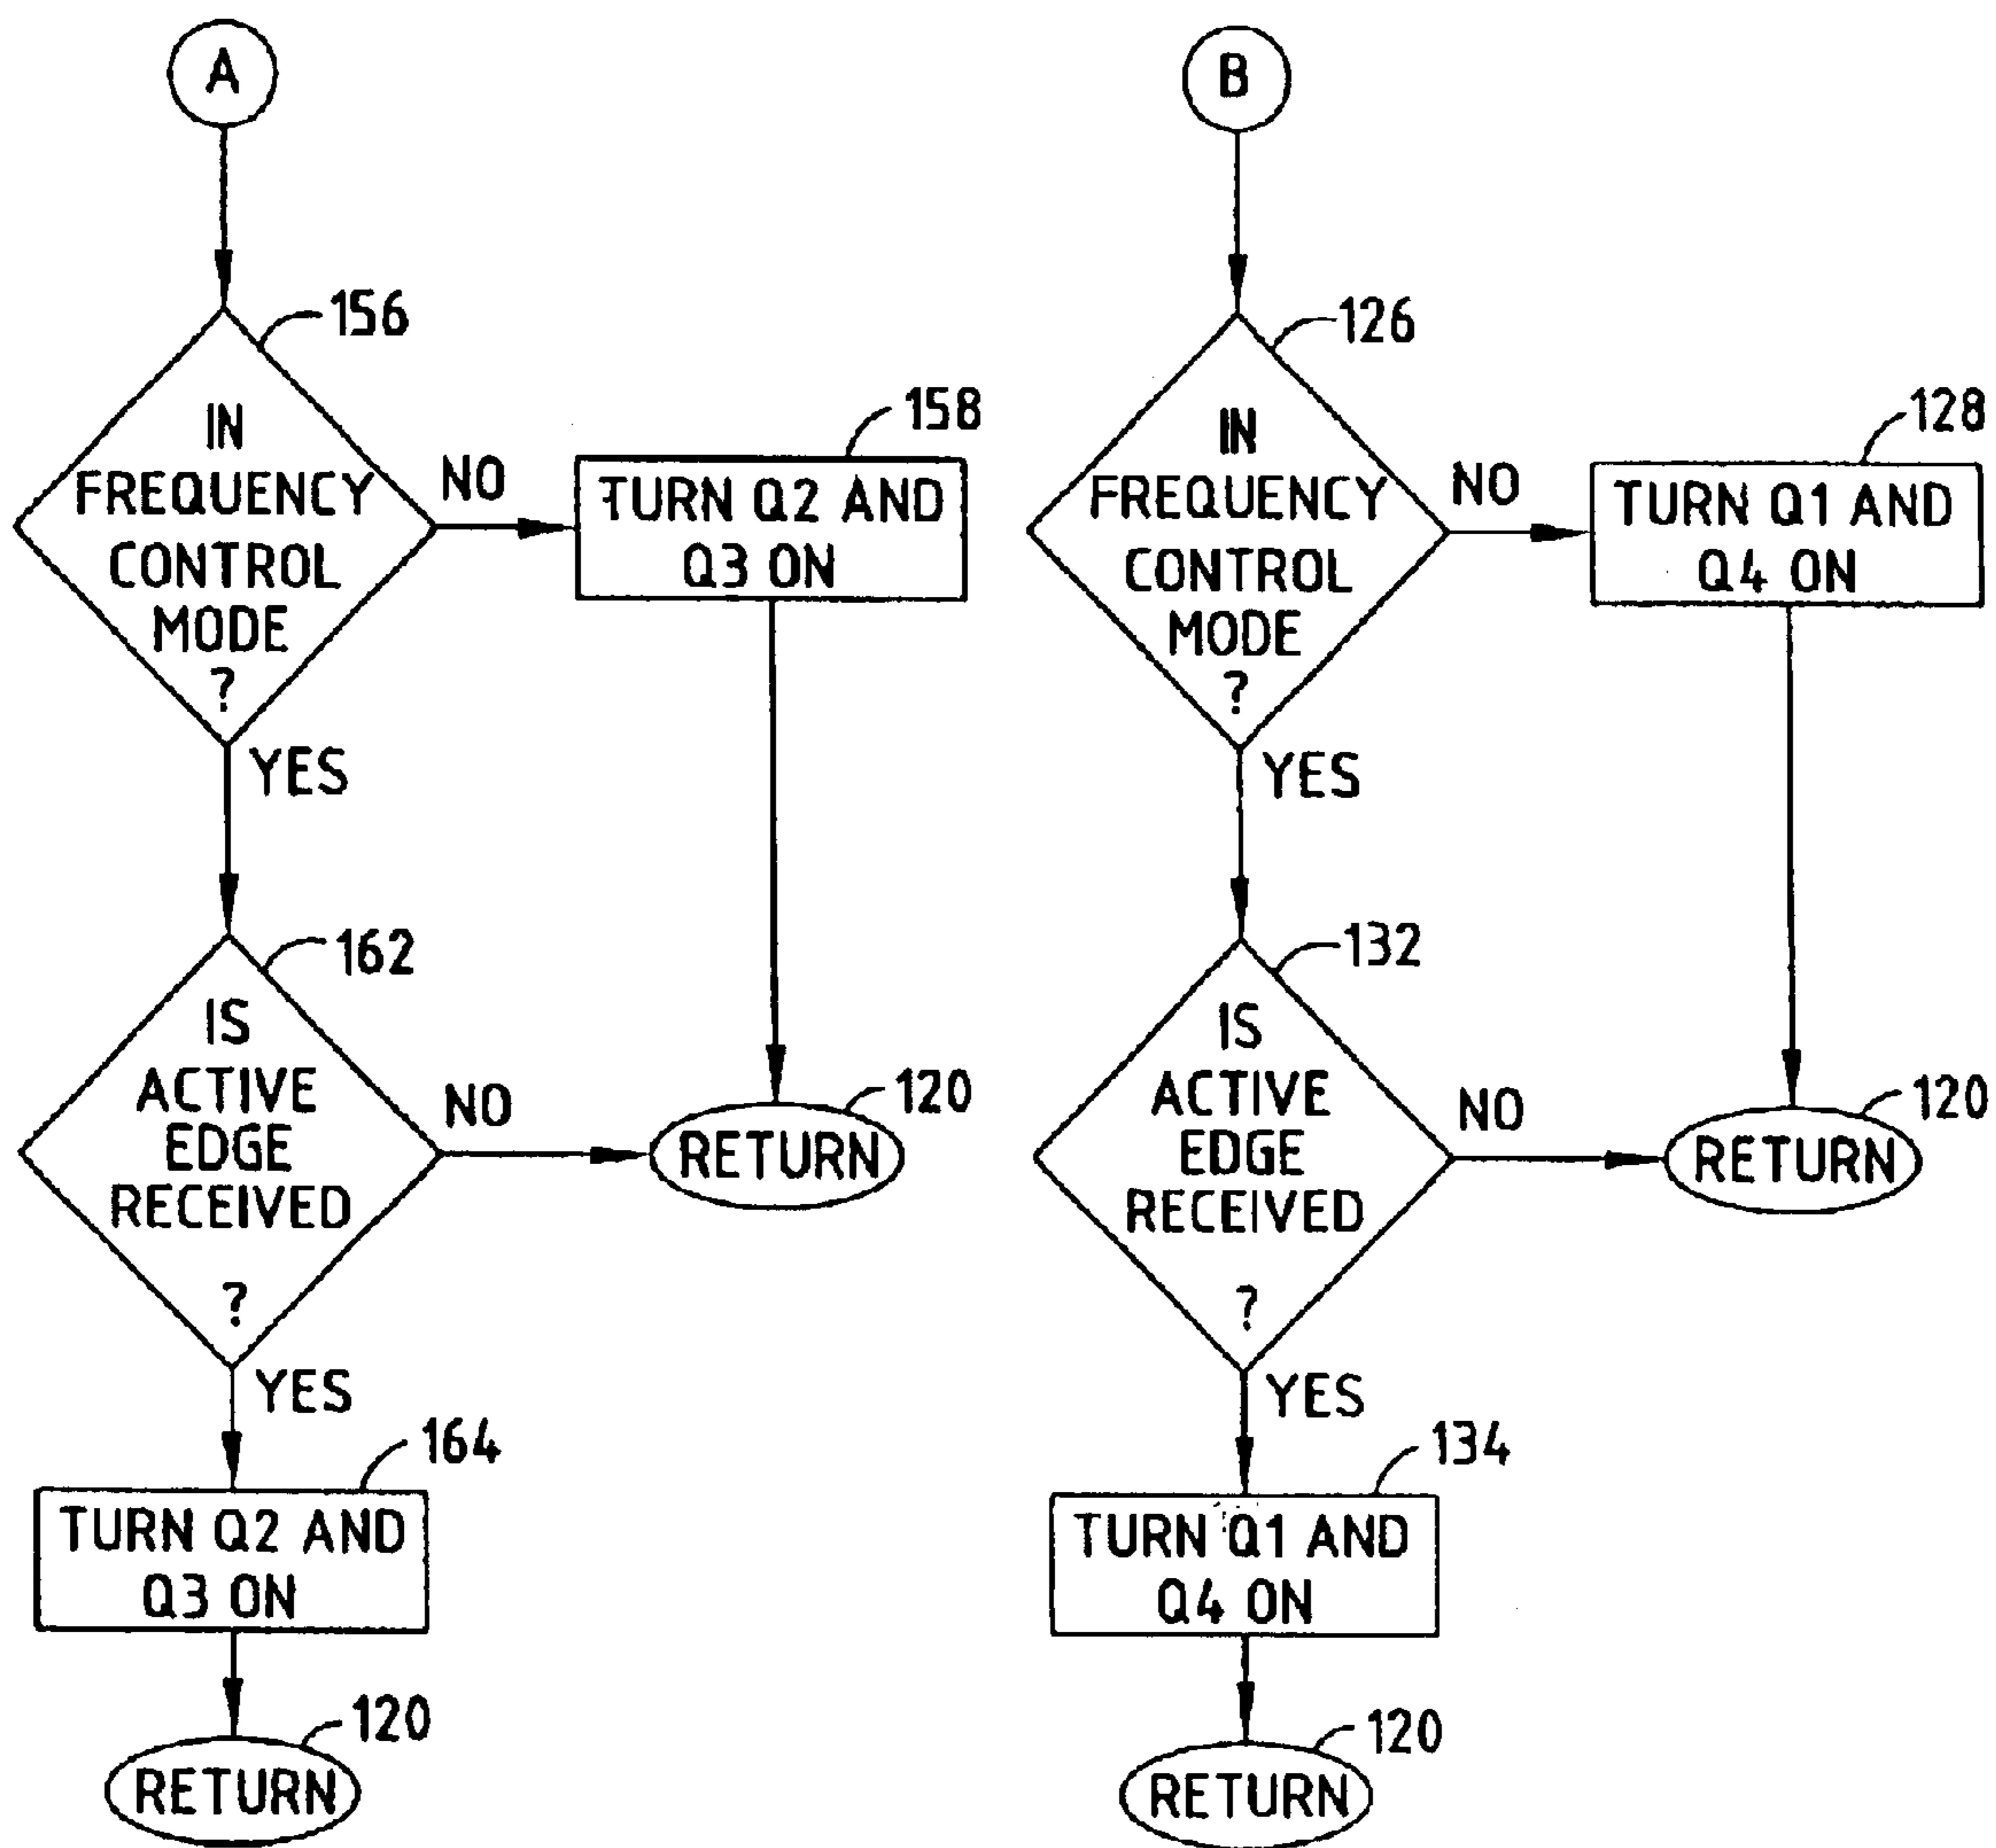 A
156
IN
FREQUENCY
CONTROL
MODE
?
NO
158
TURN Q2 AND
Q3 ON
YES
162
IS
ACTIVE
EDGE
RECEIVED
?
NO
120
RETURN
YES
164
TURN Q2 AND
Q3 ON
120
RETURN
B
126
IN
FREQUENCY
CONTROL
MODE
?
NO
128
TURN Q1 AND
Q4 ON
YES
132
IS
ACTIVE
EDGE
RECEIVED
?
NO
120
RETURN
YES
134
TURN Q1 AND
Q4 ON
120
RETURN